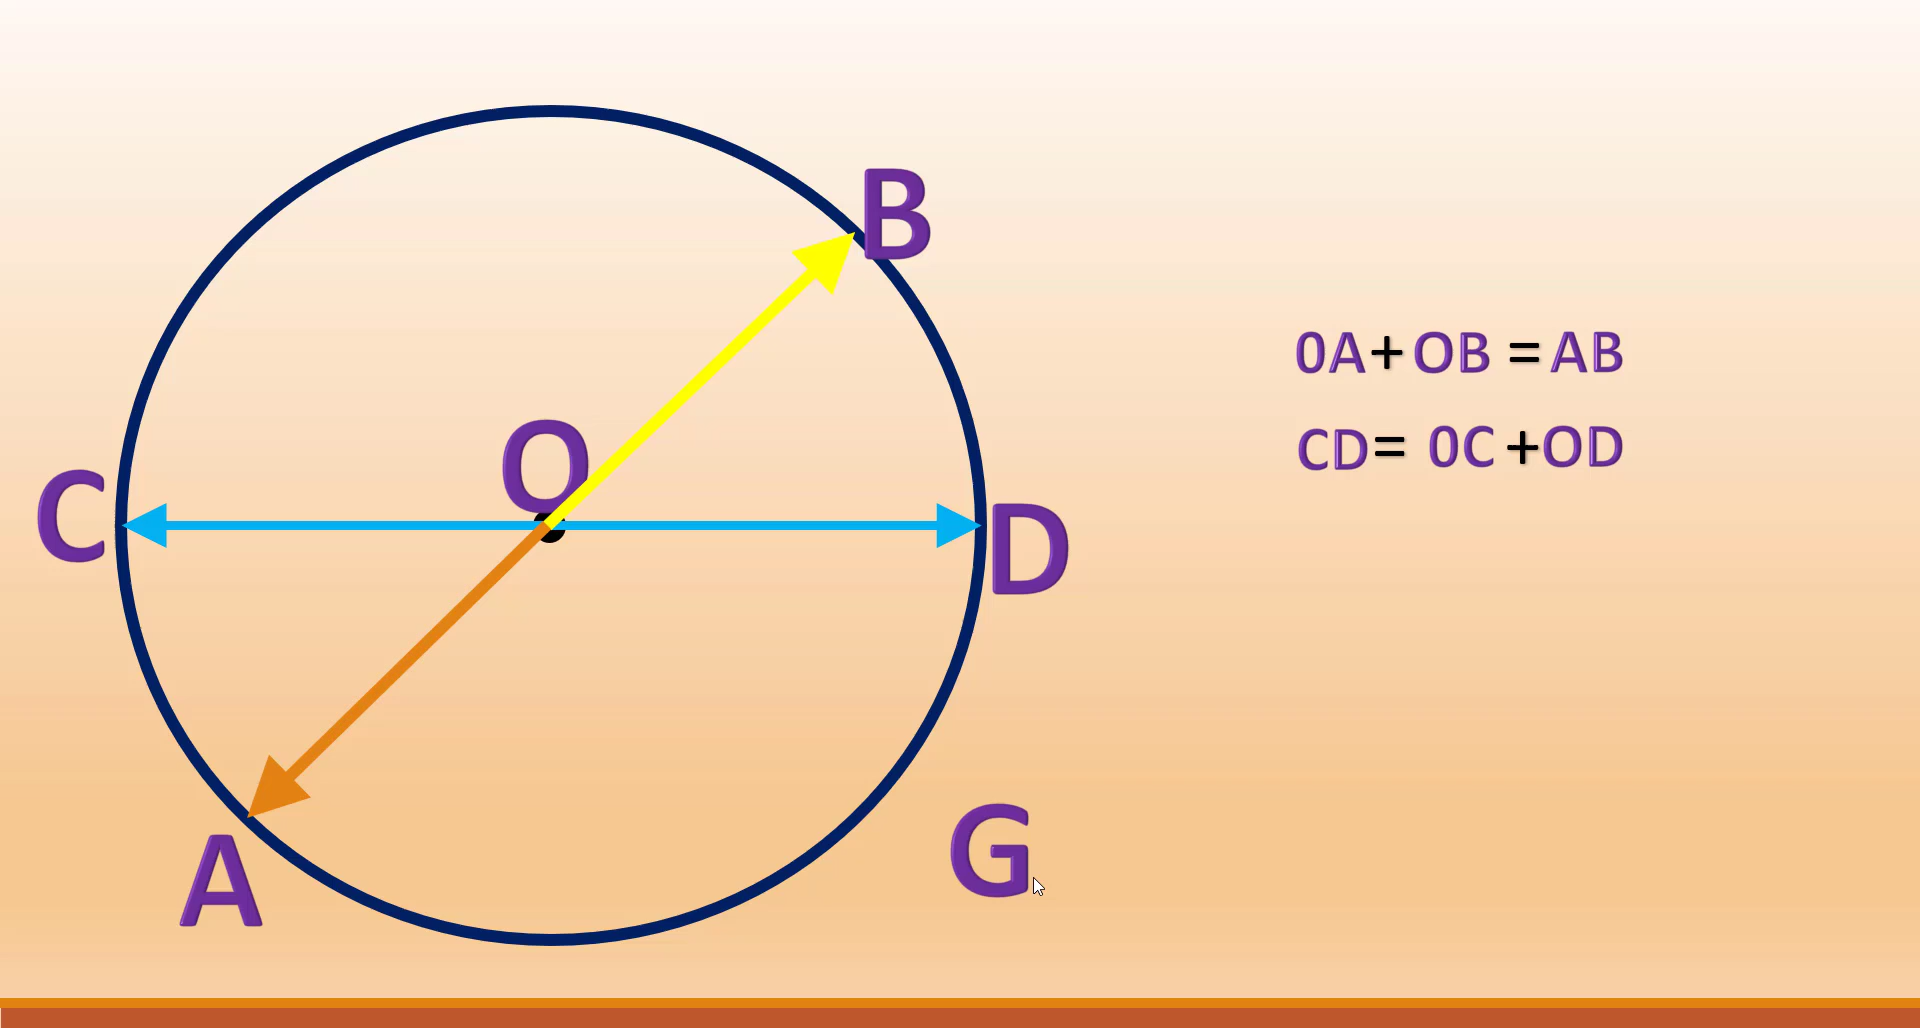 B
O
C
D
A
G
0A+ OB = AB
CD= 0C +OD